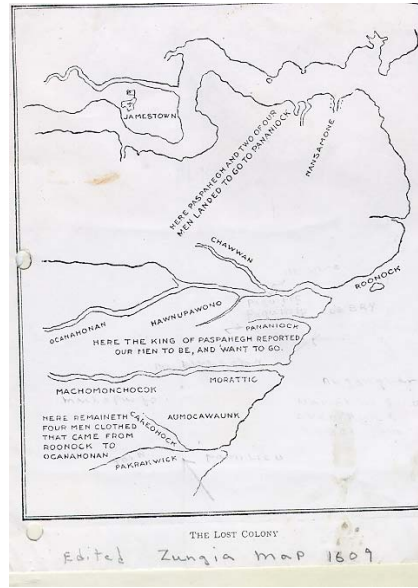 JAMESTOWN
HERE PASPAHEGH AND TWO OF OUR
MEN LANDED TO GO TO PANANIOCK
NANSAMONE
CHAWWAN
ROONOCK
OCANAHONAN
HAWNUPAWONO
PANANIOCK
HERE THE KING OF PASPAHEGH REPORTED
OUR MEN TO BE, AND WANT TO GO.
MACHOMONCHOCOK
MORATTIC
HERE REMAINETH
FOUR MEN CLOTHED
THAT CAME FROM
ROONOCK TO
OCANAHONAN
AUMOCAWAUNK
PAKRAKWICK
THE LOST COLONY
Edited Zungia map 1609